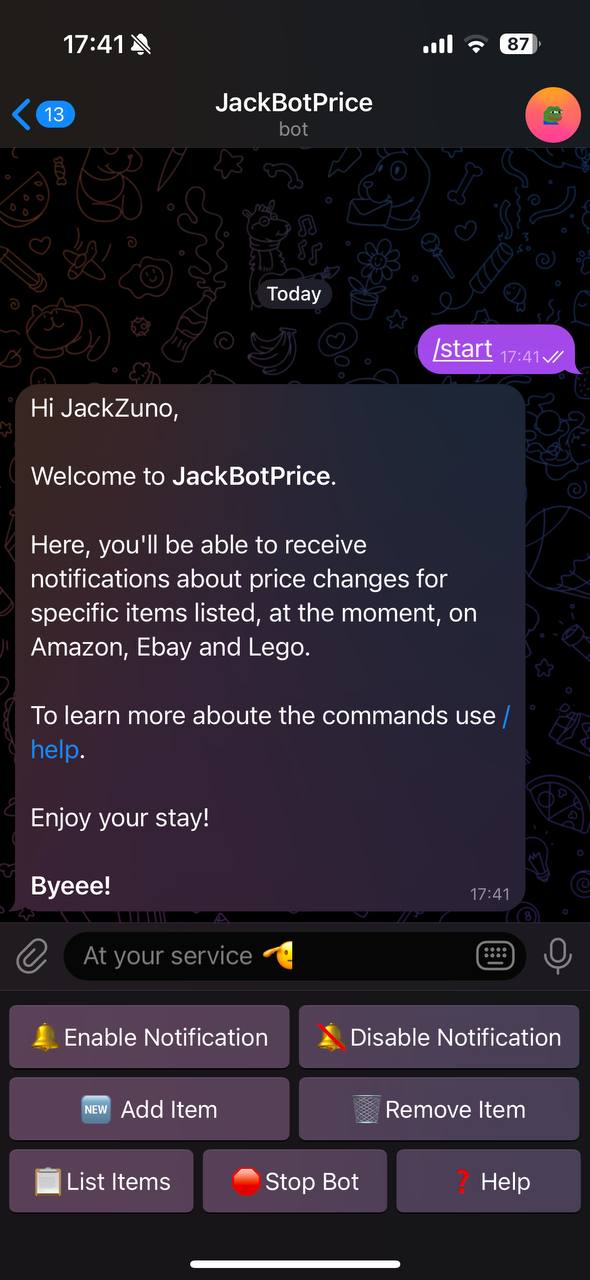 17:41
87
13
JackBotPrice
bot
Today
/start 17:41
Hi JackZuno,
Welcome to JackBotPrice.
Here, you'll be able to receive
notifications about price changes for
specific items listed, at the moment, on
Amazon, Ebay and Lego.
To learn more aboute the commands use /
help.
Enjoy your stay!
Byeee!
17:41
At your service
Enable Notification
Disable Notification
NEW Add Item
Remove Item
List Items
Stop Bot
❓ Help